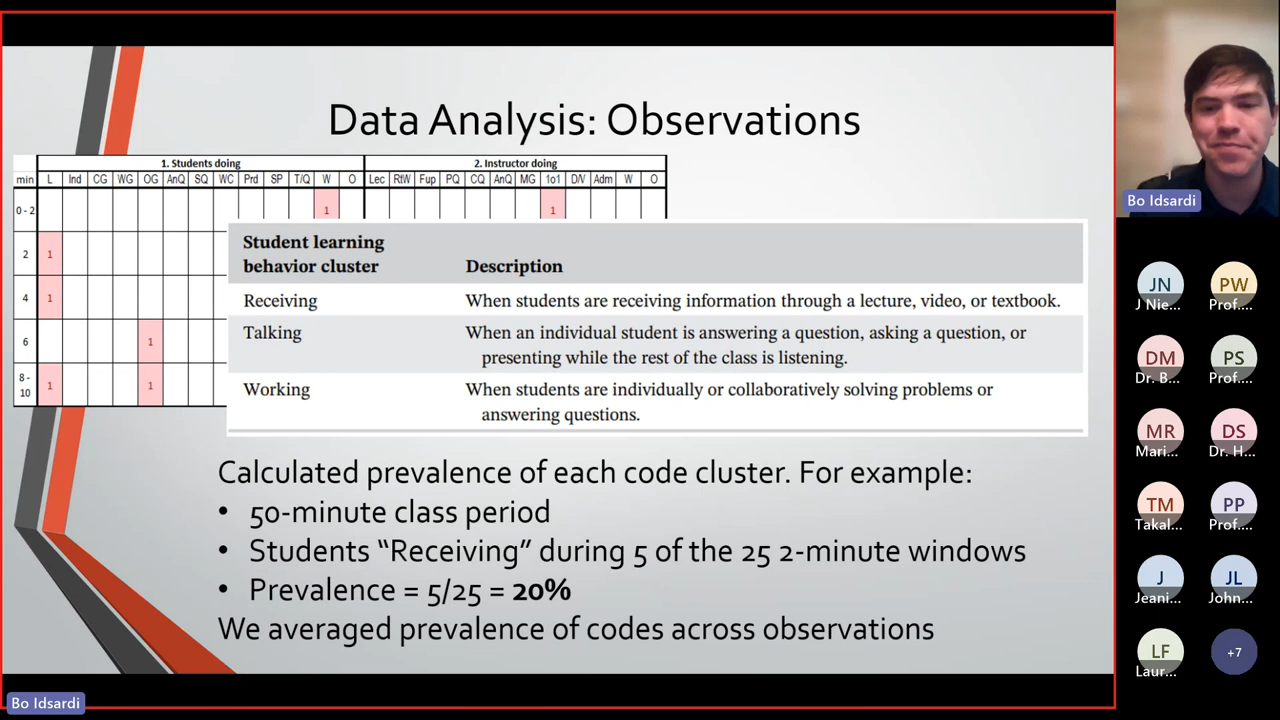 Data Analysis: Observations
1. Students doing 2. Instructor doing
min L Ind CG WG OG AnQ SQ WC Prd SP T/Q W O Lec RtW Fup PQ CQ AnQ MG 1o1 D/V Adm W O
0 - 2 1 1
2 1
4 1
6 1
8 - 1 1
10
Student learning
behavior cluster Description
Receiving When students are receiving information through a lecture, video, or textbook.
Talking When an individual student is answering a question, asking a question, or
presenting while the rest of the class is listening.
Working When students are individually or collaboratively solving problems or
answering questions.
Calculated prevalence of each code cluster. For example:
• 50-minute class period
• Students “Receiving” during 5 of the 25 2-minute windows
• Prevalence = 5/25 = 20%
We averaged prevalence of codes across observations
Bo Idsardi
Bo Idsardi
JN PW
J Nie... Prof....
DM PS
Dr. B... Prof....
MR DS
Mari... Dr. H...
TM PP
Takal... Prof....
J JL
Jeani... John...
LF +7
Laur...